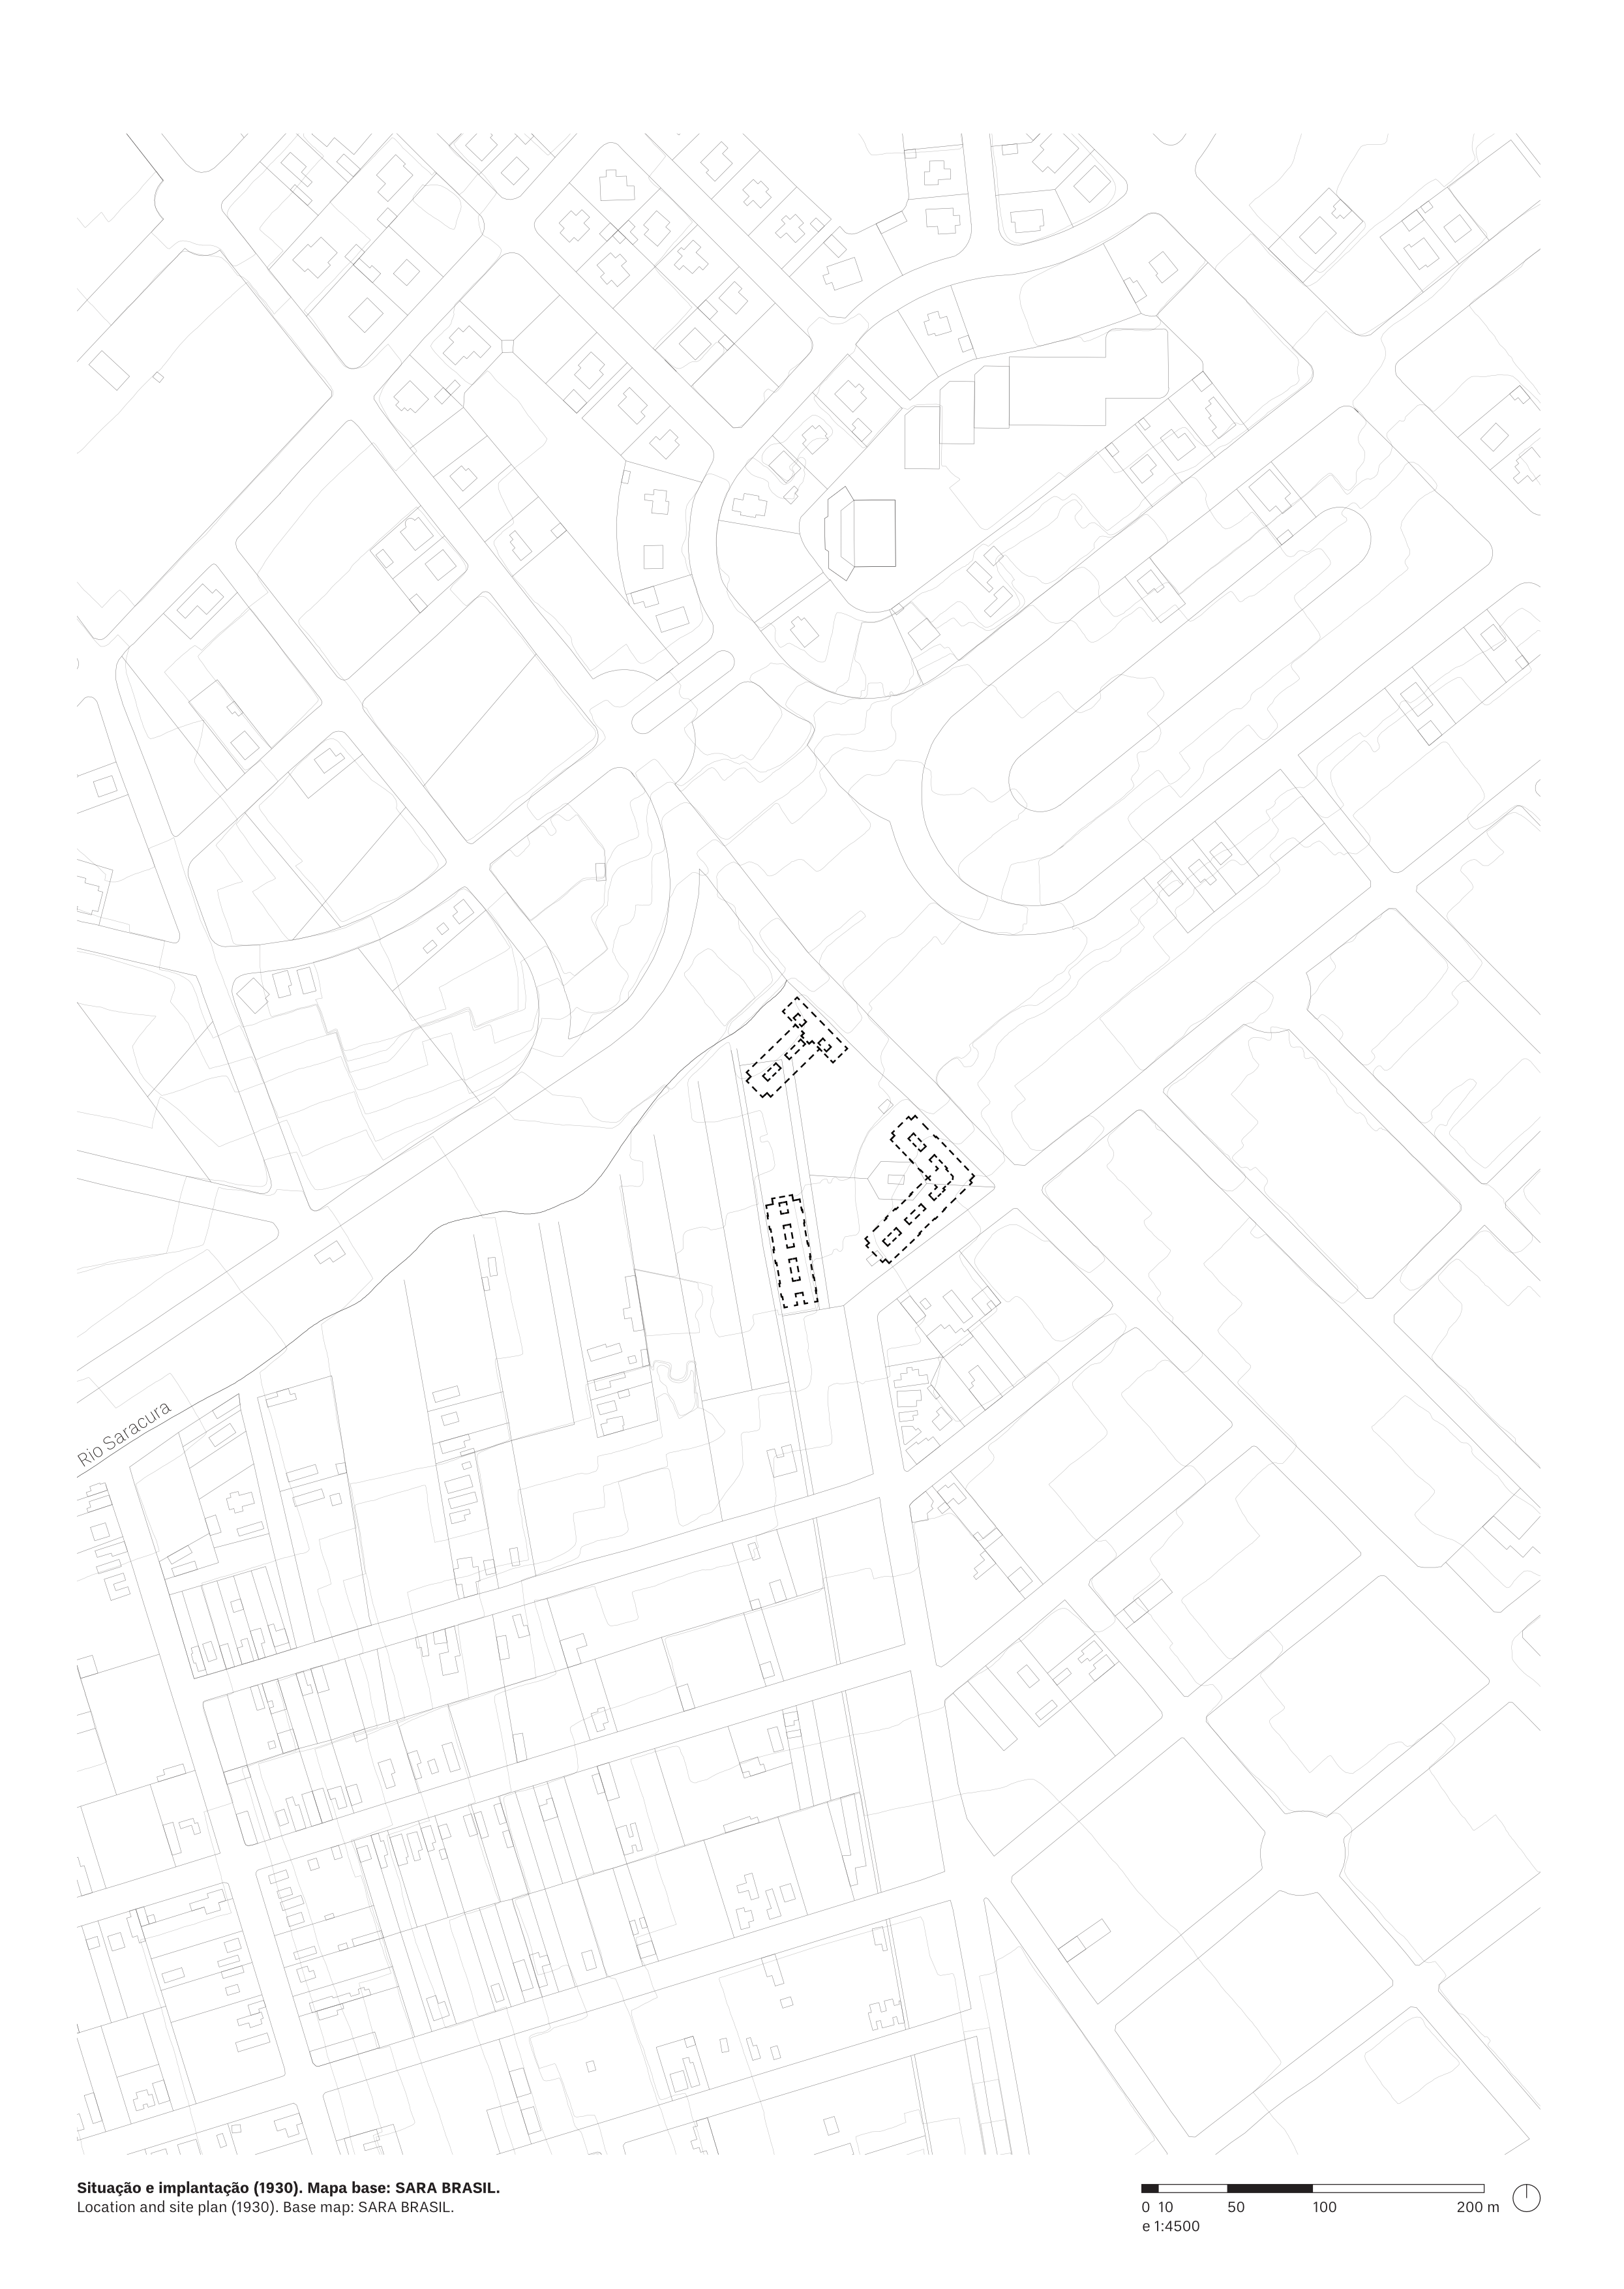 Rio Saracura
Situação e implantação (1930). Mapa base: SARA BRASIL.
Location and site plan (1930). Base map: SARA BRASIL.
0 10 50 100 200 m
e 1:4500